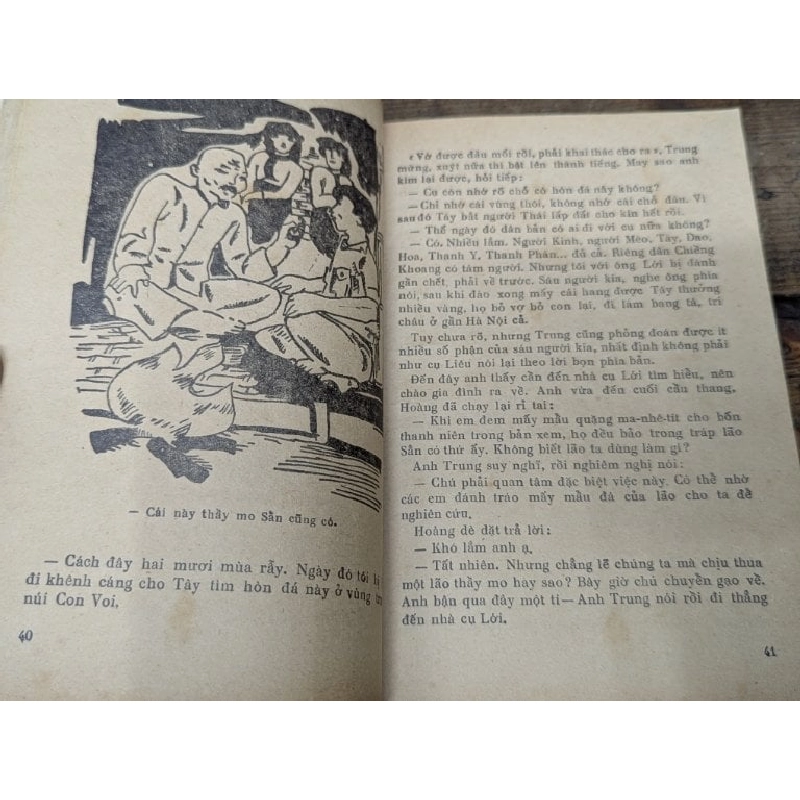 — Cái này thầy mo Sằn cũng có.
— Cách đây hai mươi mùa rẫy. Ngày đó tôi bị
đi khênh cáng cho Tây tìm hòn đá này ở vùng
núi Con Voi.
40
« Vớ được đầu mối rồi, phải khai thác cho ra », Trung
mừng, xuýt nữa thì bật lên thành tiếng. May sao anh
kìm lại được, hỏi tiếp:
— Cụ còn nhớ rõ chỗ có hòn đá này không?
— Chỉ nhớ cái vùng thôi, không nhớ cái chỗ đâu. Vì
sau đó Tây bắt người Thái lấp đất cho kín hết rồi.
— Thế ngày đó dân bản có ai đi với cụ nữa không?
— Có. Nhiều lắm. Người Kinh, người Mèo, Tày, Dao,
Hoa, Thanh Y, Thanh Phán... đủ cả. Riêng dân Chiềng
Khoang có tám người. Nhưng tôi với ông Lới bị đánh
gần chết, phải về trước. Sáu người kia, nghe ông phìa
nói, sau khi đào xong mấy cái hang được Tây thưởng
nhiều vàng, họ bỏ vợ bỏ con lại, đi làm bang tá, tri
châu ở gần Hà Nội cả.
Tuy chưa rõ, nhưng Trung cũng phỏng đoán được ít
nhiều số phận của sáu người kia, nhất định không phải
như cụ Liêu nói lại theo lời bọn phìa bản.
Đến đây anh thấy cần đến nhà cụ Lới tìm hiểu, nên
chào gia đình ra về. Anh vừa đến cuối cầu thang,
Hoàng đã chạy lại rỉ tai:
— Khi em đem mấy mẫu quặng ma-nhê-tít cho bốn
thanh niên trong bản xem, họ đều bảo trong tráp lão
Sằn có thứ ấy. Không biết lão ta dùng làm gì?
Anh Trung suy nghĩ, rồi nghiêm nghị nói:
— Chú phải quan tâm đặc biệt việc này. Có thể nhờ
các em đánh tráo mấy mẫu đá của lão cho ta để
nghiên cứu.
Hoàng dè dặt trả lời:
— Khó lắm anh ạ.
— Tất nhiên. Nhưng chẳng lẽ chúng ta mà chịu thua
một lão thầy mo hay sao? Bây giờ chú chuyển gạo về.
Anh bận qua đây một tí — Anh Trung nói rồi đi thẳng
đến nhà cụ Lới.
41